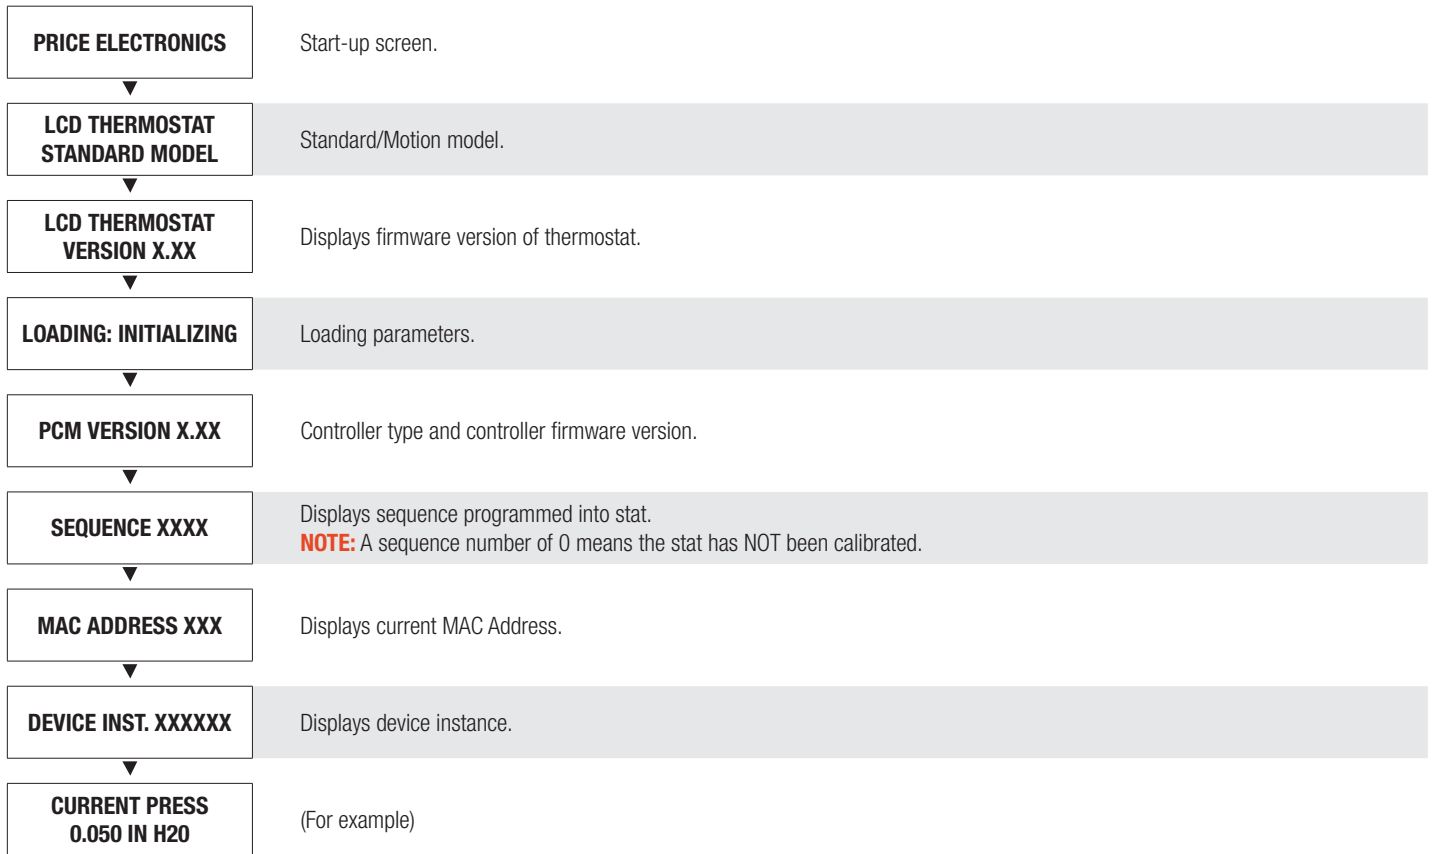 PRICE ELECTRONICS
Start-up screen.
LCD THERMOSTAT
STANDARD MODEL
Standard/Motion model.
LCD THERMOSTAT
VERSION X.XX
Displays firmware version of thermostat.
LOADING: INITIALIZING
Loading parameters.
PCM VERSION X.XX
Controller type and controller firmware version.
SEQUENCE XXXX
Displays sequence programmed into stat.
NOTE: A sequence number of 0 means the stat has NOT been calibrated.
MAC ADDRESS XXX
Displays current MAC Address.
DEVICE INST. XXXXXX
Displays device instance.
CURRENT PRESS
0.050 IN H20
(For example)